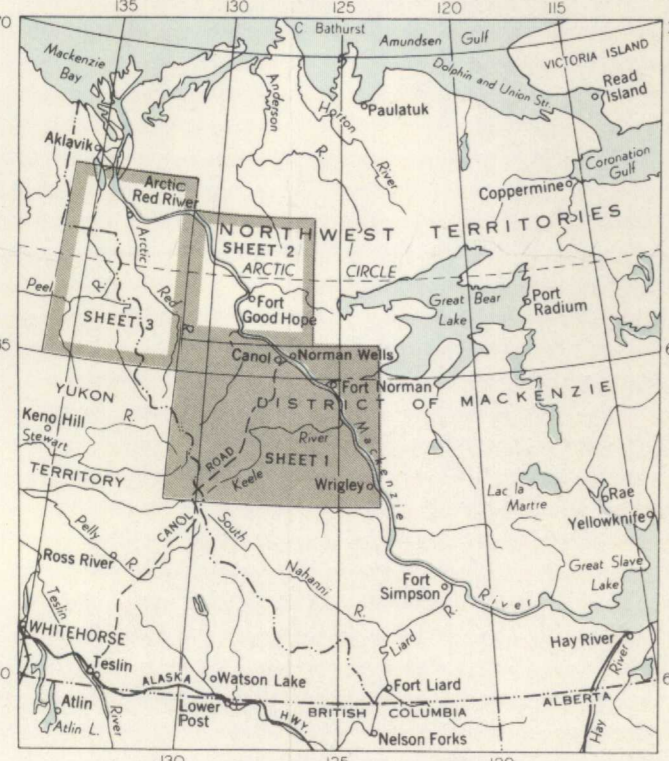 135
130
125
120
115
70
C Bathurst
Amundsen Gulf
VICTORIA ISLAND
Mackenzie
Bay
Dolphin and Union Str.
Read
Island
Anderson
R.
Horton
River
Paulatuk
Aklavik
Coronation
Gulf
Coppermine
Arctic
Red River
NORTHWEST TERRITORIES
SHEET 2
ARCTIC CIRCLE
Arctic
Red
R.
Peel
R.
Fort
Good Hope
Great Bear
Lake
Port
Radium
SHEET 3
65
Canol
Norman Wells
Fort Norman
DISTRICT OF MACKENZIE
YUKON
TERRITORY
Keno Hill
Stewart
R.
River
Keele
SHEET 1
ROAD
CANOL
Mackenzie
River
Wrigley
Lac la
Martre
Rae
Yellowknife
Pelly
R.
South
Nahanni
R.
Ross River
Great Slave
Lake
Fort
Simpson
Liard
R.
Teslin
River
WHITEHORSE
Teslin
Hay River
Hay
River
ALASKA
HWY.
Watson Lake
Fort Liard
ALBERTA
Atlin
Atlin L.
Lower
Post
BRITISH COLUMBIA
Nelson Forks
130
125
120